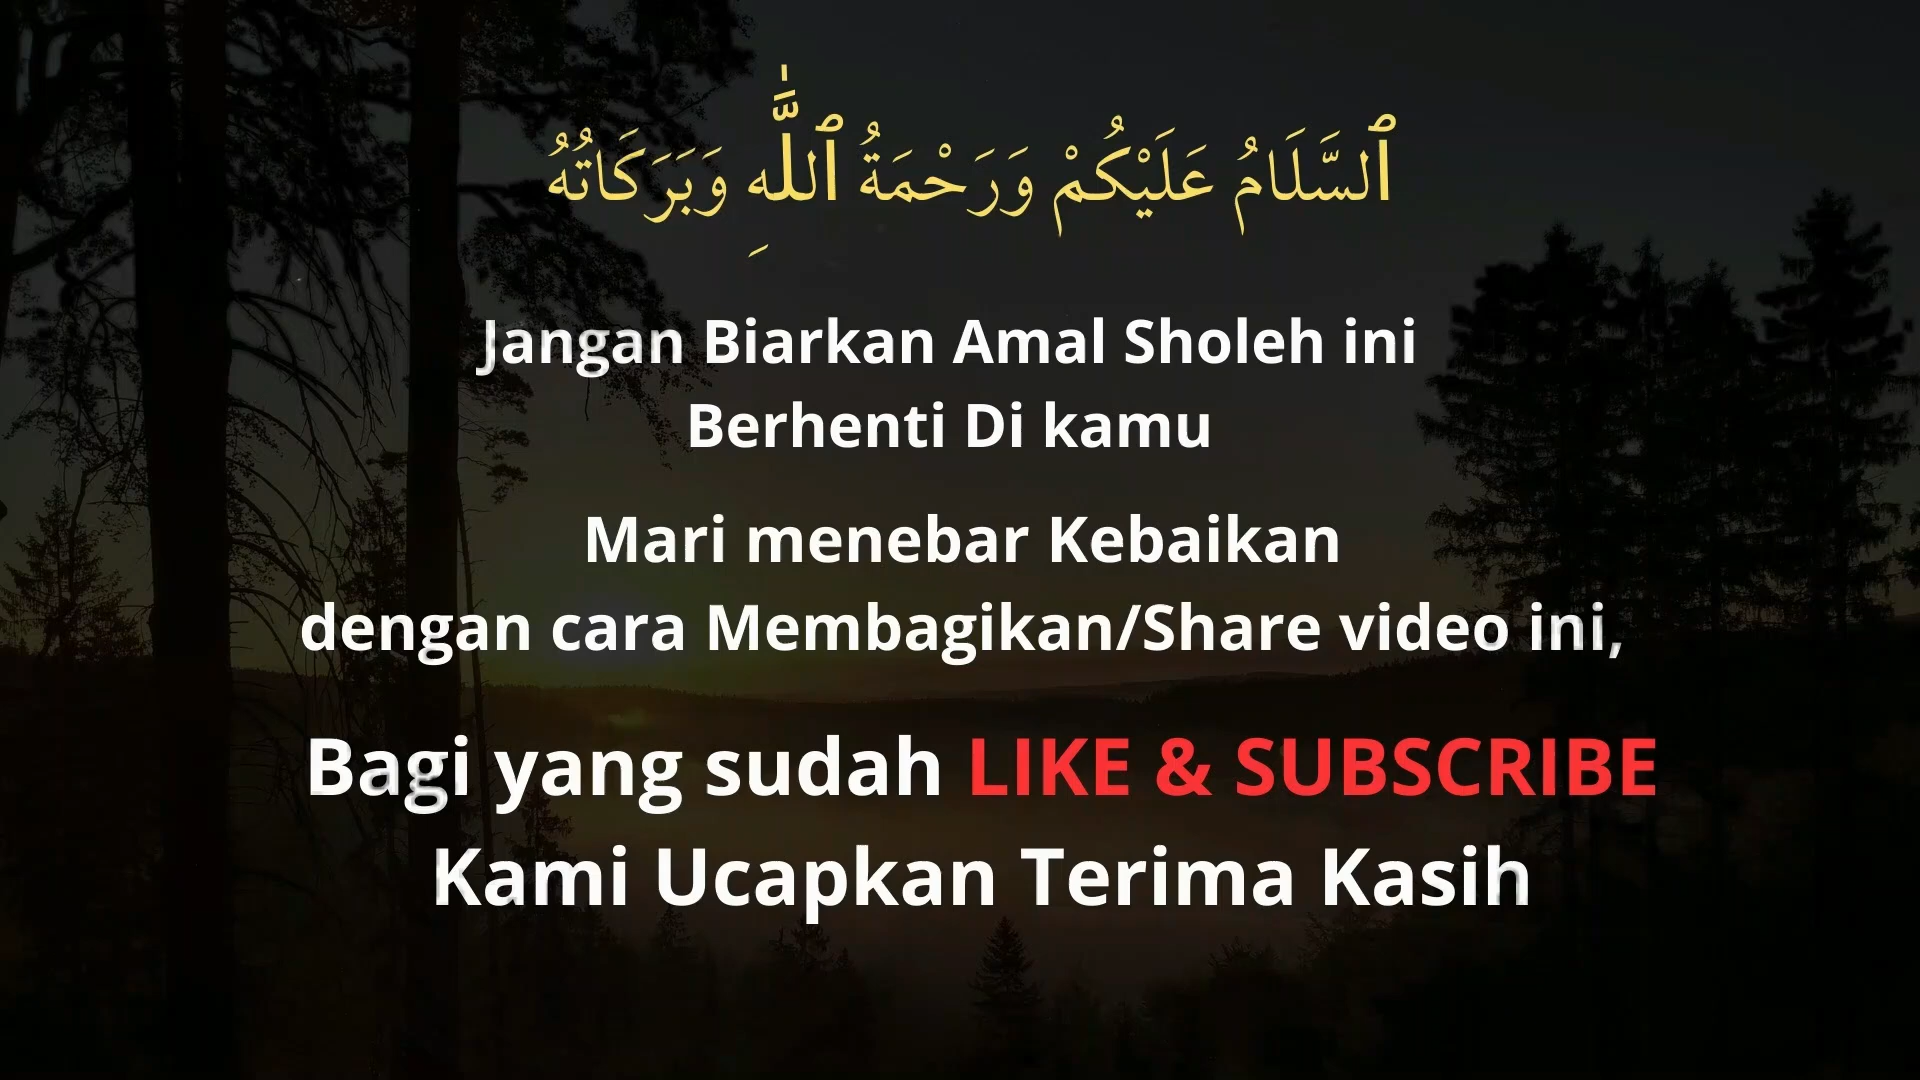 ٱلسَّلَامُ عَلَيْكُمْ وَرَحْمَةُ ٱللَّٰهِ وَبَرَكَاتُهُ
Jangan Biarkan Amal Sholeh ini
Berhenti Di kamu
Mari menebar Kebaikan
dengan cara Membagikan/Share video ini,
Bagi yang sudah LIKE & SUBSCRIBE
Kami Ucapkan Terima Kasih